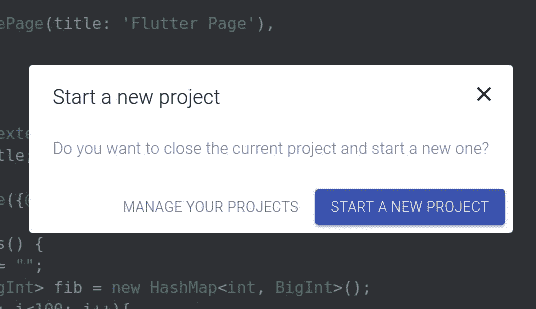 ePage(title: 'Flutter Page'),
Start a new project
Do you want to close the current project and start a new one?
MANAGE YOUR PROJECTS START A NEW PROJECT
s() {
= "";
gInt> fib = new HashMap<int, BigInt>();
i<100; i++){